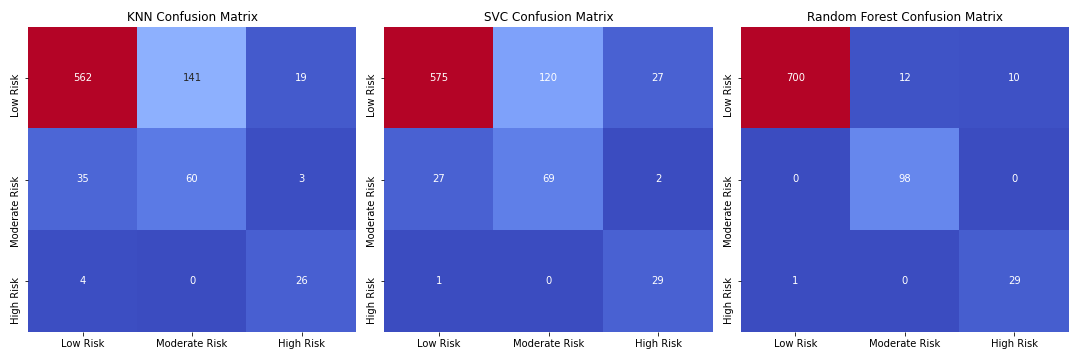 KNN Confusion Matrix
Low Risk
562 141 19
Moderate Risk
35 60 3
High Risk
4 0 26
Low Risk Moderate Risk High Risk
SVC Confusion Matrix
Low Risk
575 120 27
Moderate Risk
27 69 2
High Risk
1 0 29
Low Risk Moderate Risk High Risk
Random Forest Confusion Matrix
Low Risk
700 12 10
Moderate Risk
0 98 0
High Risk
1 0 29
Low Risk Moderate Risk High Risk